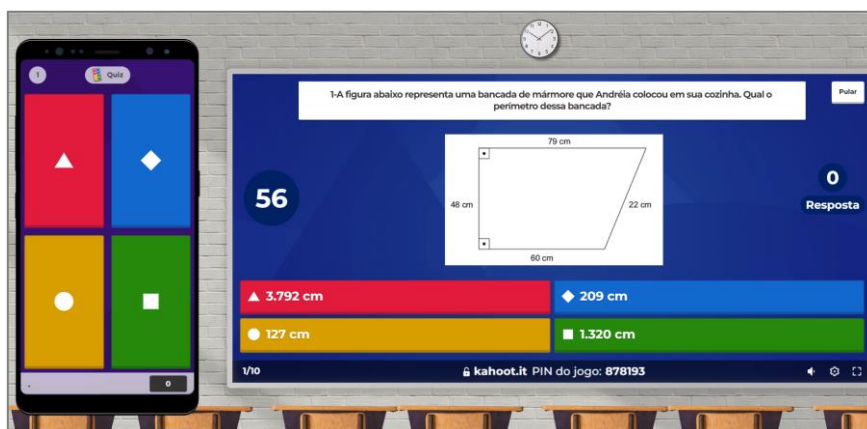 1
Quiz
0
1-A figura abaixo representa uma bancada de mármore que Andréia colocou em sua cozinha. Qual o
perímetro dessa bancada?
Pular
56
79 cm
48 cm
22 cm
60 cm
0
Resposta
3.792 cm
209 cm
127 cm
1.320 cm
1/10
kahoot.it PIN do jogo: 878193